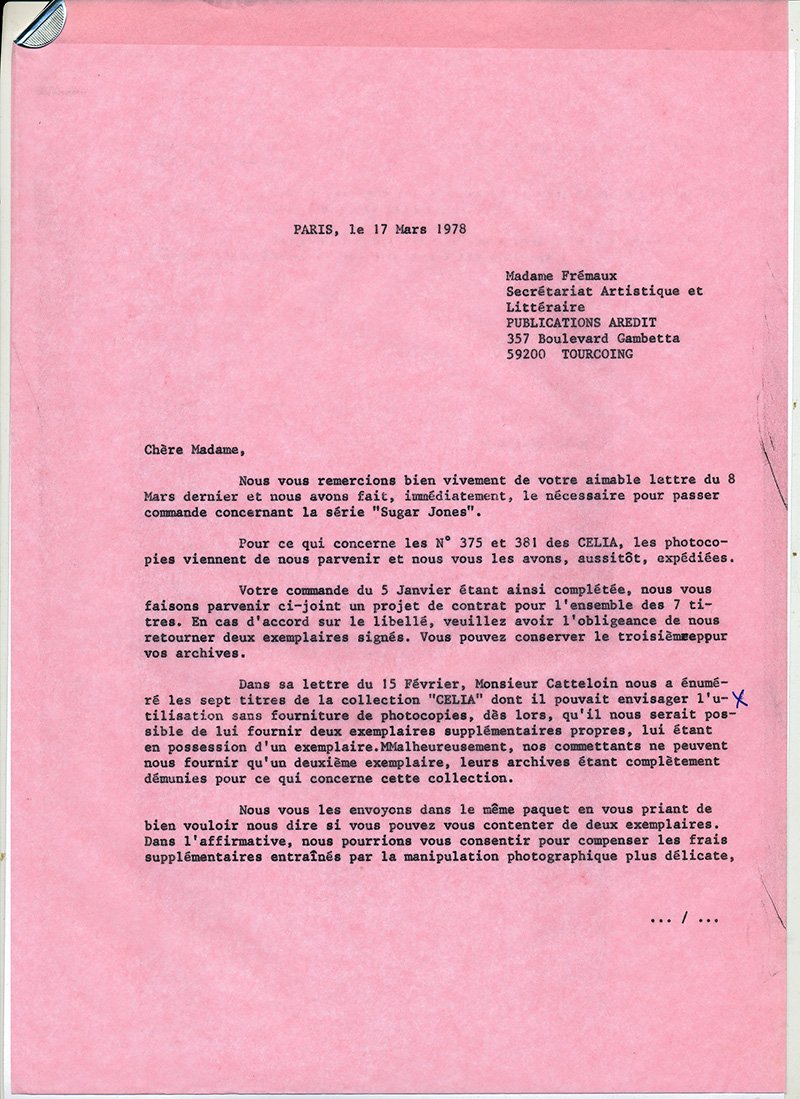 PARIS, le 17 Mars 1978
Madame Frémaux
Secrétariat Artistique et
Littéraire
PUBLICATIONS AREDIT
357 Boulevard Gambetta
59200 TOURCOING
Chère Madame,
Nous vous remercions bien vivement de votre aimable lettre du 8
Mars dernier et nous avons fait, immédiatement, le nécessaire pour passer
commande concernant la série "Sugar Jones".
Pour ce qui concerne les N° 375 et 381 des CELIA, les photoco-
pies viennent de nous parvenir et nous vous les avons, aussitôt, expédiées.
Votre commande du 5 Janvier étant ainsi complétée, nous vous
faisons parvenir ci-joint un projet de contrat pour l'ensemble des 7 ti-
tres. En cas d'accord sur le libellé, veuillez avoir l'obligeance de nous
retourner deux exemplaires signés. Vous pouvez conserver le troisièmeeppur
vos archives.
Dans sa lettre du 15 Février, Monsieur Catteloin nous a énumé-
ré les sept titres de la collection "CELIA" dont il pouvait envisager l'u-
tilisation sans fourniture de photocopies, dès lors, qu'il nous serait pos-
sible de lui fournir deux exemplaires supplémentaires propres, lui étant
en possession d'un exemplaire.MMalheureusement, nos commettants ne peuvent
nous fournir qu'un deuxième exemplaire, leurs archives étant complètement
démunies pour ce qui concerne cette collection.
Nous vous les envoyons dans le même paquet en vous priant de
bien vouloir nous dire si vous pouvez vous contenter de deux exemplaires.
Dans l'affirmative, nous pourrions vous consentir pour compenser les frais
supplémentaires entraînés par la manipulation photographique plus délicate,
... / ...